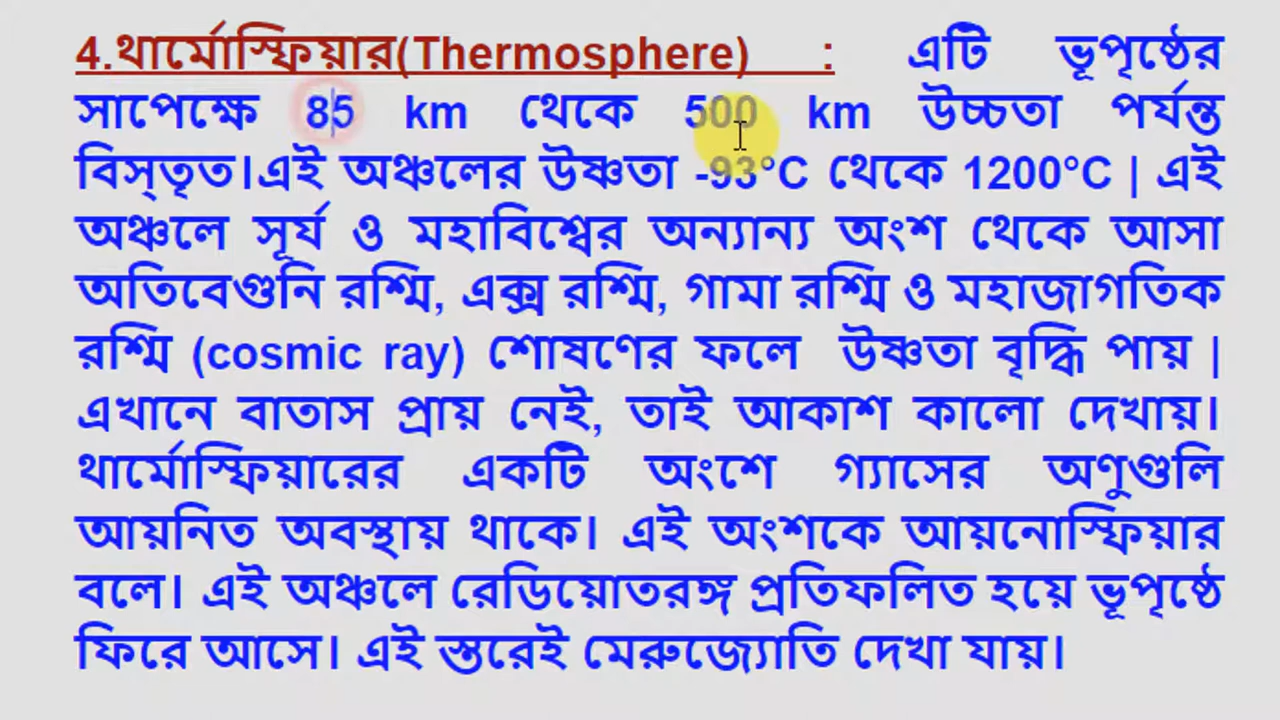 4.থার্মোস্ফিয়ার(Thermosphere) : এটি ভূপৃষ্ঠের
সাপেক্ষে 85 km থেকে 500 km উচ্চতা পর্যন্ত
বিস্তৃত।এই অঞ্চলের উষ্ণতা -93°C থেকে 1200°C | এই
অঞ্চলে সূর্য ও মহাবিশ্বের অন্যান্য অংশ থেকে আসা
অতিবেগুনি রশ্মি, এক্স রশ্মি, গামা রশ্মি ও মহাজাগতিক
রশ্মি (cosmic ray) শোষণের ফলে উষ্ণতা বৃদ্ধি পায় |
এখানে বাতাস প্রায় নেই, তাই আকাশ কালো দেখায়।
থার্মোস্ফিয়ারের একটি অংশে গ্যাসের অণুগুলি
আয়নিত অবস্থায় থাকে। এই অংশকে আয়নোস্ফিয়ার
বলে। এই অঞ্চলে রেডিয়োতরঙ্গ প্রতিফলিত হয়ে ভূপৃষ্ঠে
ফিরে আসে। এই স্তরেই মেরুজ্যোতি দেখা যায়।